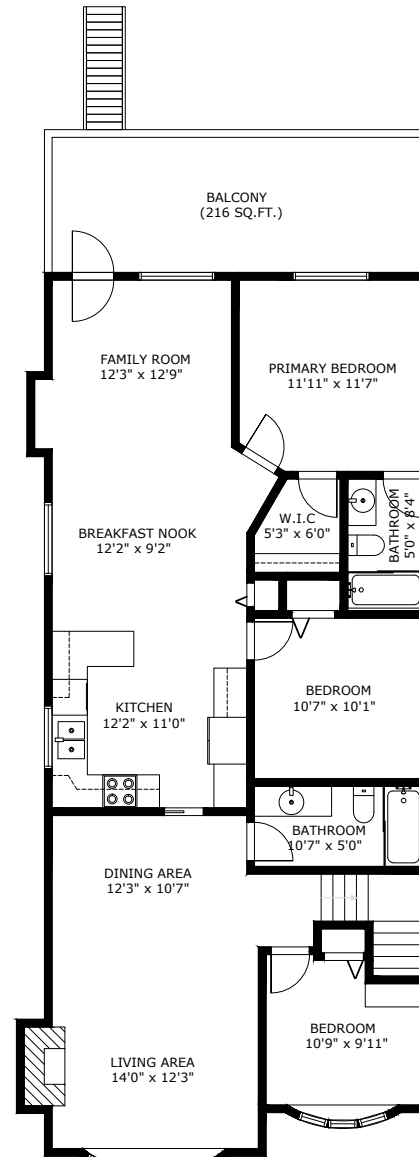 BALCONY
(216 SQ.FT.)
FAMILY ROOM
12'3" x 12'9"
PRIMARY BEDROOM
11'11" x 11'7"
BREAKFAST NOOK
12'2" x 9'2"
W.I.C
5'3" x 6'0"
BATHROOM
5'0" x 8'4"
KITCHEN
12'2" x 11'0"
BEDROOM
10'7" x 10'1"
BATHROOM
10'7" x 5'0"
DINING AREA
12'3" x 10'7"
LIVING AREA
14'0" x 12'3"
BEDROOM
10'9" x 9'11"